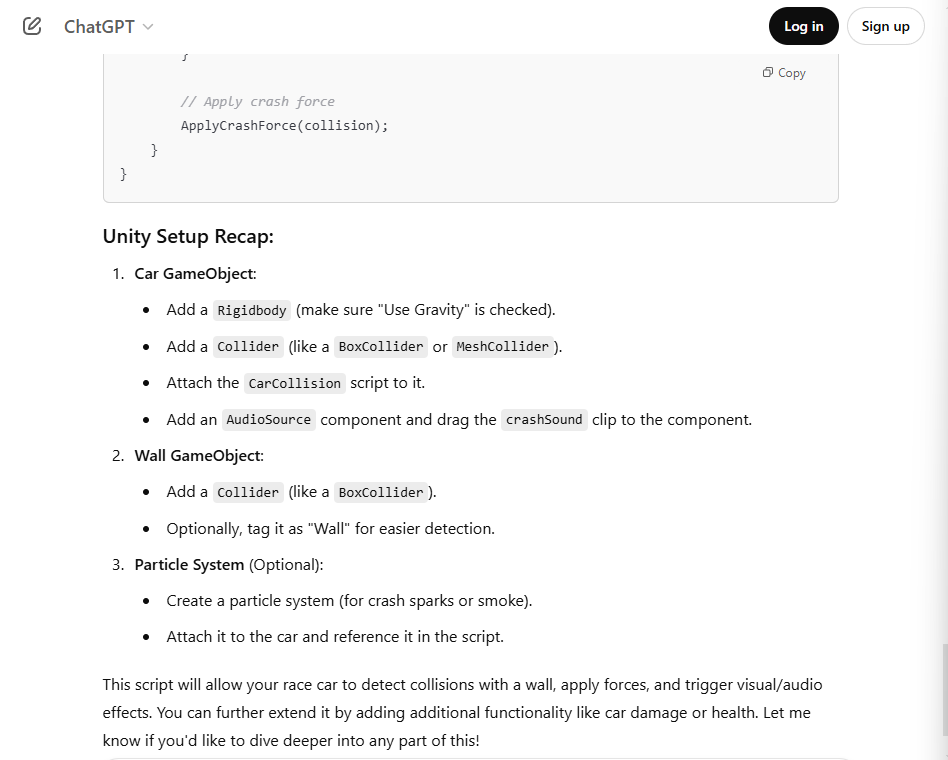 ChatGPT
Log in
Sign up
}
Copy
// Apply crash force
ApplyCrashForce(collision);
}
}
Unity Setup Recap:
1. Car GameObject:
• Add a Rigidbody (make sure "Use Gravity" is checked).
• Add a Collider (like a BoxCollider or MeshCollider).
• Attach the CarCollision script to it.
• Add an AudioSource component and drag the crashSound clip to the component.
2. Wall GameObject:
• Add a Collider (like a BoxCollider).
• Optionally, tag it as "Wall" for easier detection.
3. Particle System (Optional):
• Create a particle system (for crash sparks or smoke).
• Attach it to the car and reference it in the script.
This script will allow your race car to detect collisions with a wall, apply forces, and trigger visual/audio
effects. You can further extend it by adding additional functionality like car damage or health. Let me
know if you'd like to dive deeper into any part of this!